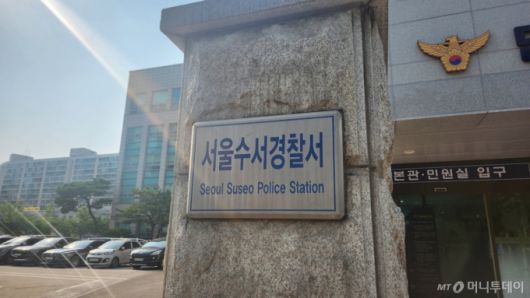 서울수서경찰서
Seoul Suseo Police Station
본관·민원실 입구
MT 머니투데이